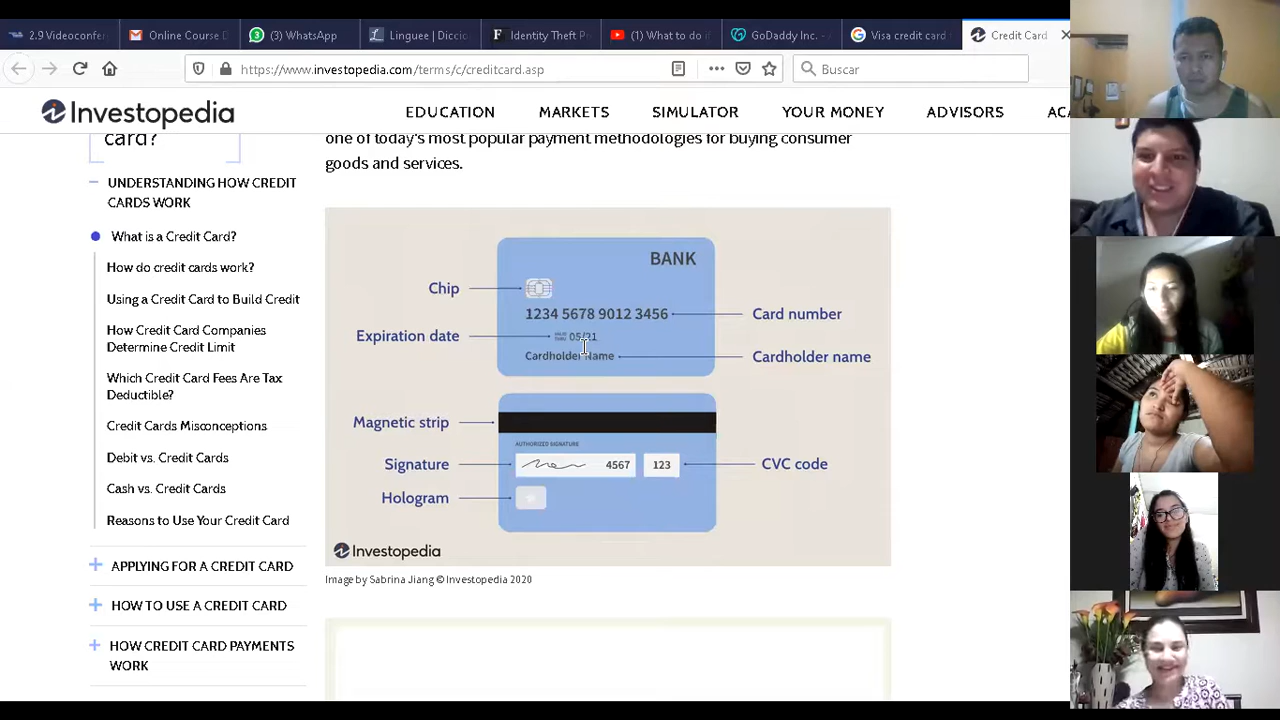 2.9 Videoconfe
Online Course D
(3) WhatsApp
Linguee | Diccio
Identity Theft P
(1) What to do if
GoDaddy Inc. -
Visa credit card
Credit Card
https://www.investopedia.com/terms/c/creditcard.asp
Buscar
Investopedia
EDUCATION
MARKETS
SIMULATOR
YOUR MONEY
ADVISORS
ACA
card?
UNDERSTANDING HOW CREDIT
CARDS WORK
What is a Credit Card?
How do credit cards work?
Using a Credit Card to Build Credit
How Credit Card Companies
Determine Credit Limit
Which Credit Card Fees Are Tax
Deductible?
Credit Cards Misconceptions
Debit vs. Credit Cards
Cash vs. Credit Cards
Reasons to Use Your Credit Card
APPLYING FOR A CREDIT CARD
HOW TO USE A CREDIT CARD
HOW CREDIT CARD PAYMENTS
WORK
one of today's most popular payment methodologies for buying consumer
goods and services.
BANK
Chip
1234 5678 9012 3456
Card number
Expiration date
05/21
Cardholder Name
Cardholder name
Magnetic strip
AUTHORIZED SIGNATURE
Signature
4567
123
CVC code
Hologram
Investopedia
Image by Sabrina Jiang © Investopedia 2020